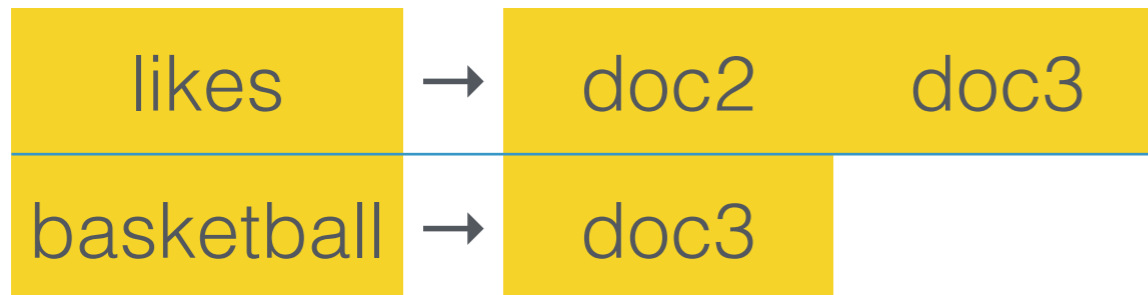 likes → doc2 doc3
basketball → doc3